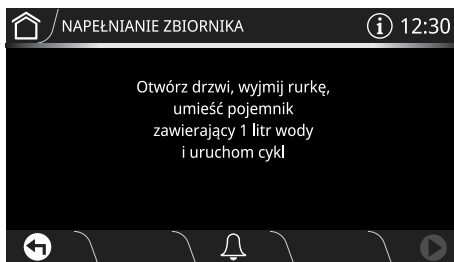 NAPEŁNIANIE ZBIORNIKA
i 12:30
Otwórz drzwi, wyjmij rurkę,
umieść pojemnik
zawierający 1 litr wody
i uruchom cykl